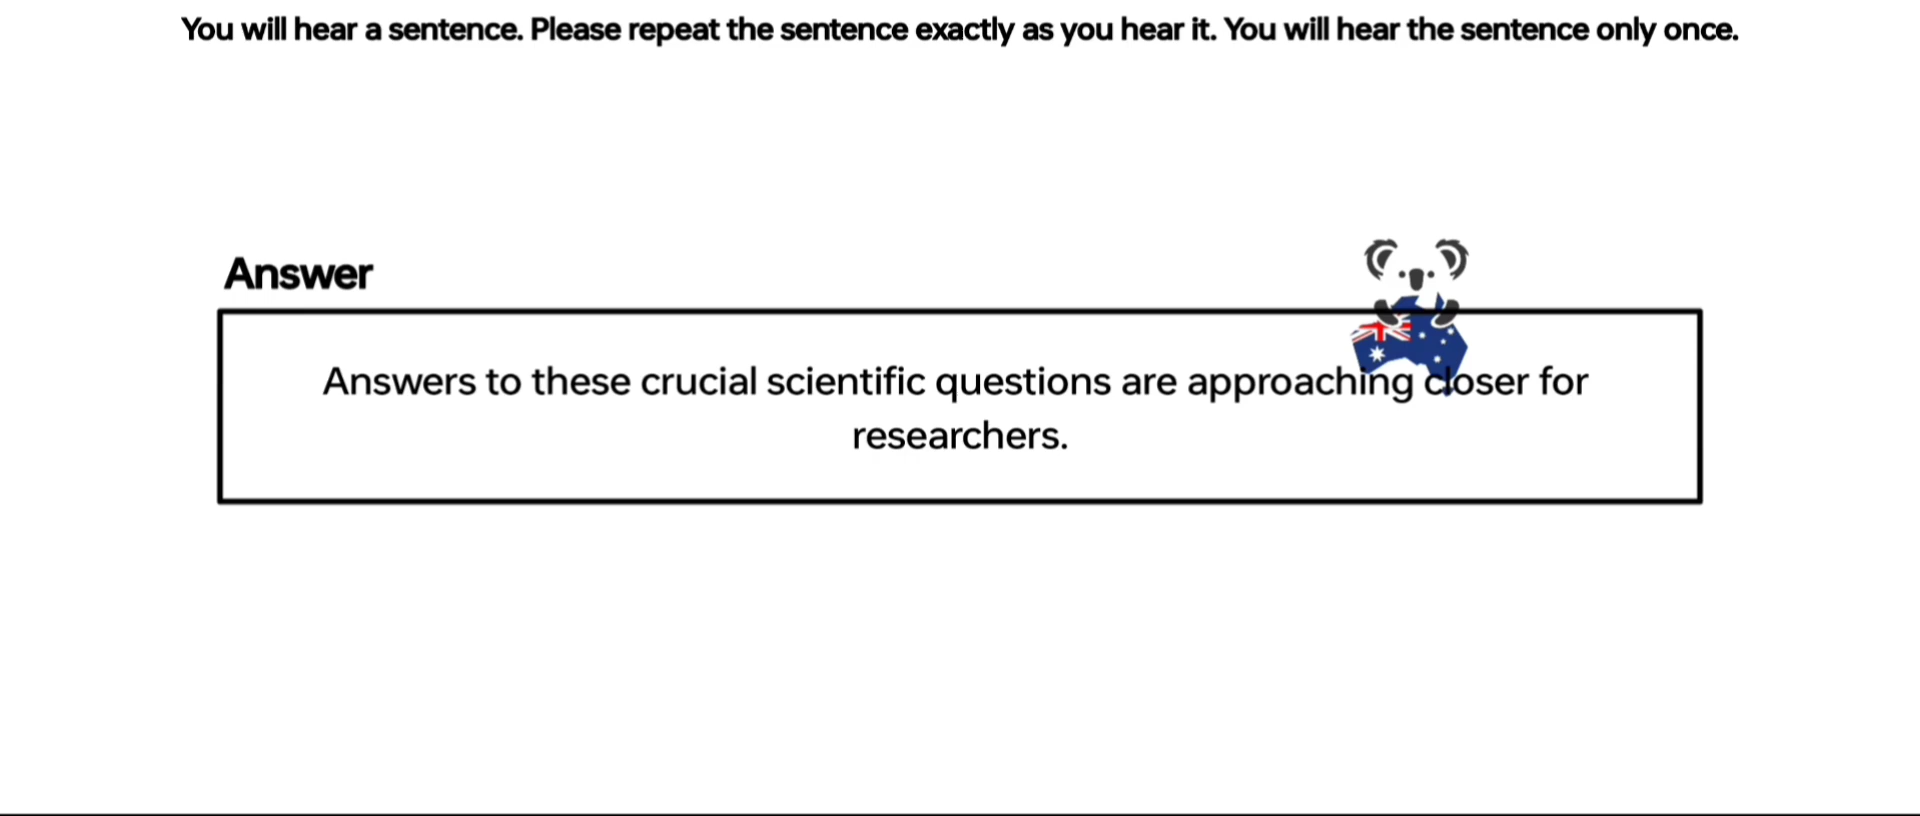 You will hear a sentence. Please repeat the sentence exactly as you hear it. You will hear the sentence only once.
Answer
Answers to these crucial scientific questions are approaching closer for
researchers.